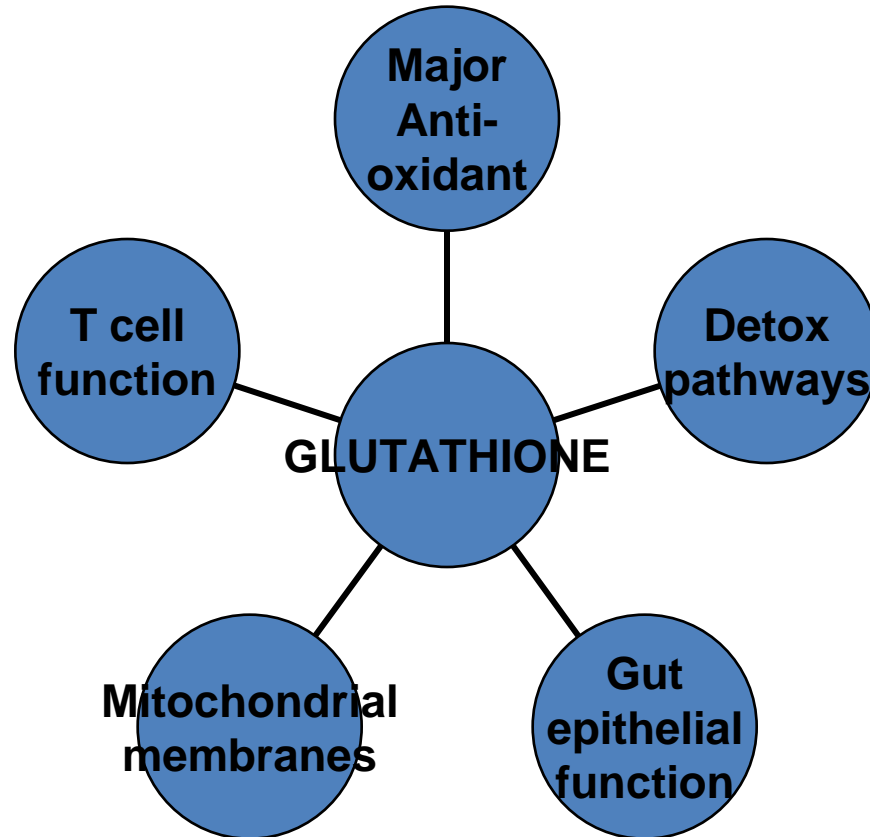 Major
Anti-
oxidant
T cell
function
Detox
pathways
GLUTATHIONE
Mitochondrial
membranes
Gut
epithelial
function